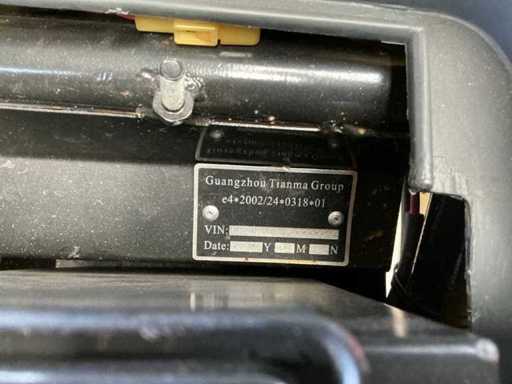 Guangzhou Tianma Group
e4*2002/24*0318*01
VIN:
Date: Y M N